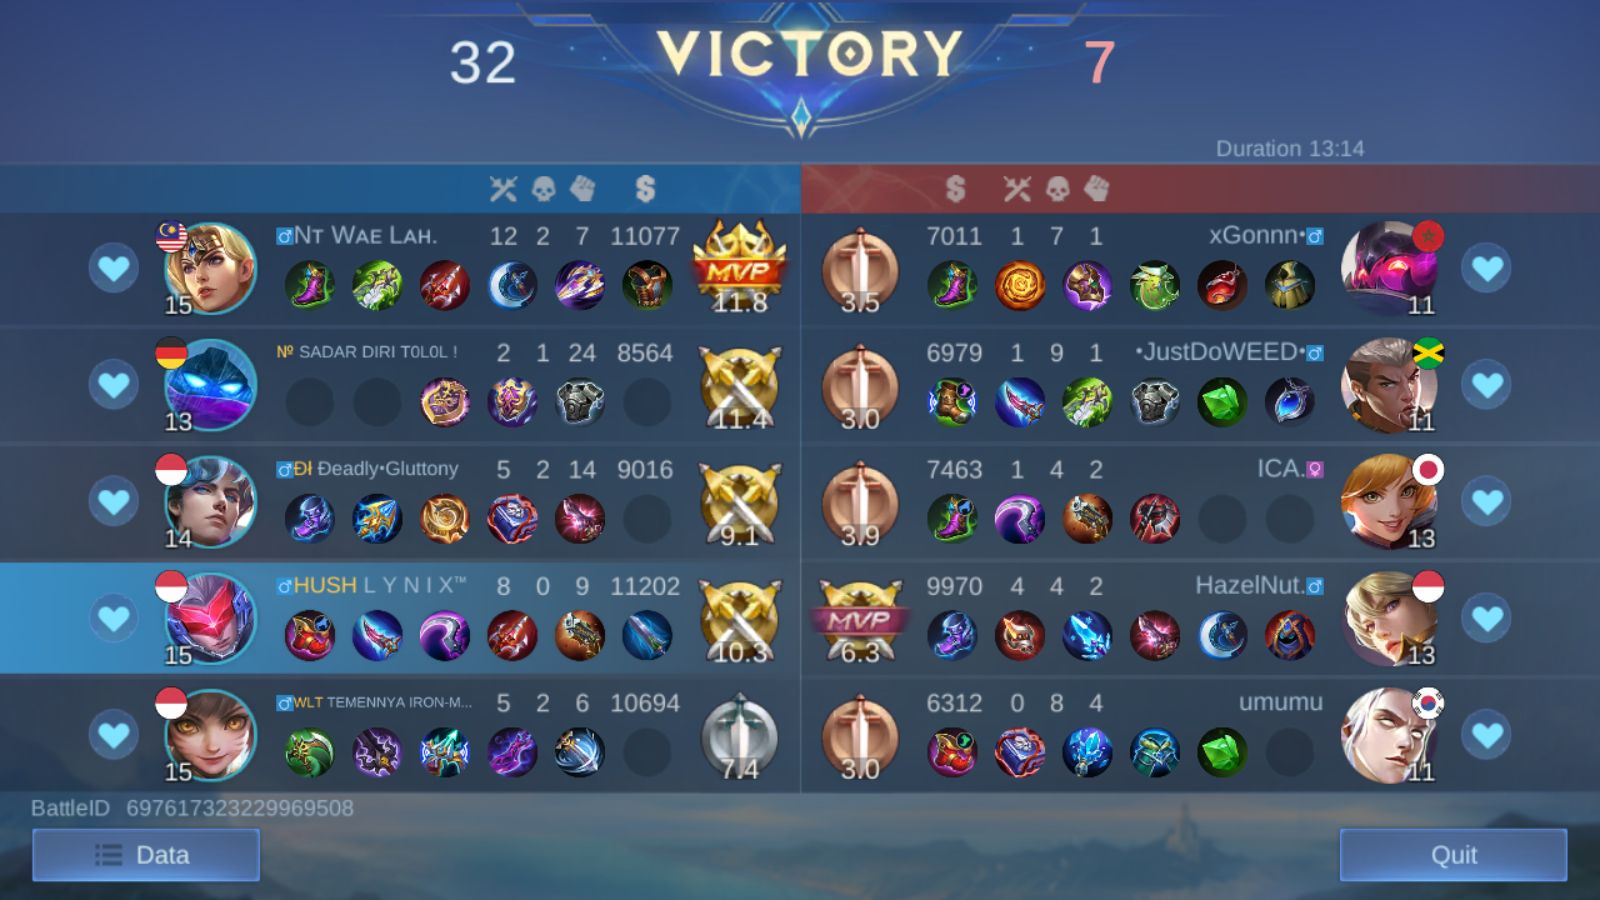 32 VICTORY 7
Duration 13:14
NT WAE LAH. 12 2 7 11077 MVP 11.8
15
3.5 7011 1 7 1 xGonnn•
11
Nº SADAR DIRI T0L0L ! 2 1 24 8564 11.4
13
3.0 6979 1 9 1 •JustDoWEED•
11
Đł Đeadly•Gluttony 5 2 14 9016 9.1
14
3.9 7463 1 4 2 ICA.
13
HUSH L Y N I X™ 8 0 9 11202 10.3
15
MVP 6.3 9970 4 4 2 HazelNut.
13
WLT TEMENNYA IRON-M... 5 2 6 10694 7.4
15
3.0 6312 0 8 4 umumu
11
BattleID 697617323229969508
Data
Quit